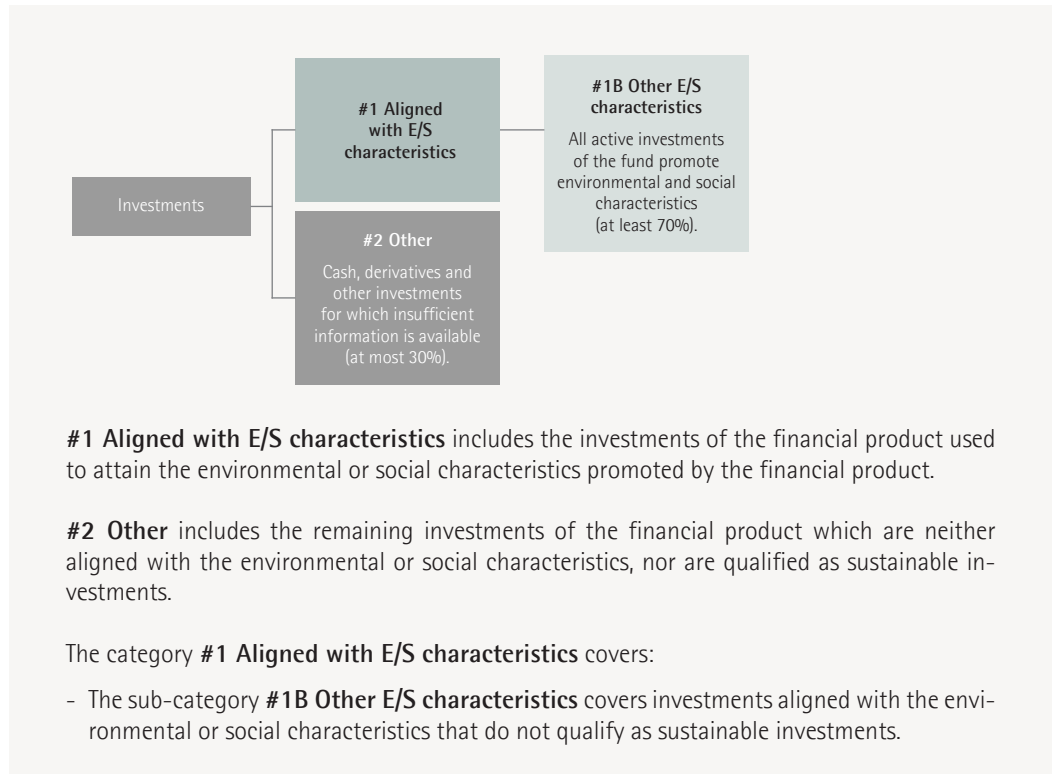 #1 Aligned
with E/S
characteristics
#1B Other E/S
characteristics
All active investments
of the fund promote
environmental and social
characteristics
(at least 70%).
Investments
#2 Other
Cash, derivatives and
other investments
for which insufficient
information is available
(at most 30%).
#1 Aligned with E/S characteristics includes the investments of the financial product used
to attain the environmental or social characteristics promoted by the financial product.
#2 Other includes the remaining investments of the financial product which are neither
aligned with the environmental or social characteristics, nor are qualified as sustainable in-
vestments.
The category #1 Aligned with E/S characteristics covers:
- The sub-category #1B Other E/S characteristics covers investments aligned with the envi-
ronmental or social characteristics that do not qualify as sustainable investments.